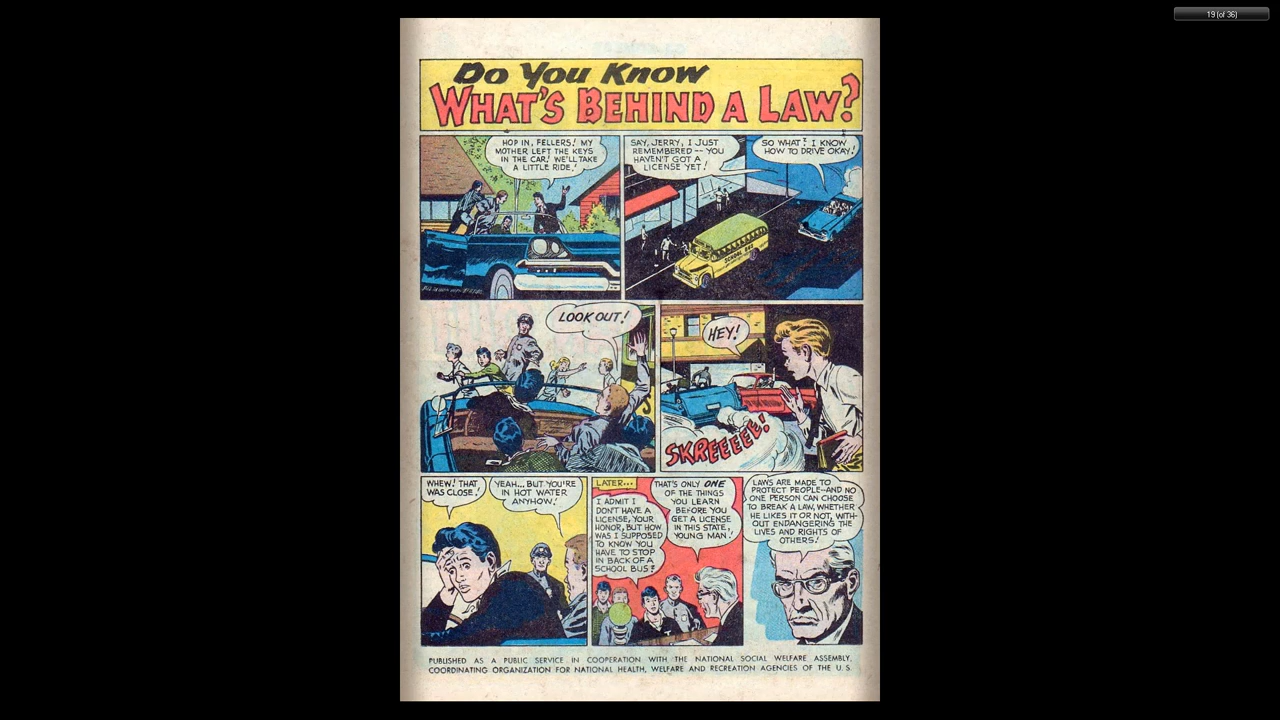 19 (of 36)
Do You Know
WHAT'S BEHIND A LAW?
HOP IN, FELLERS! MY
MOTHER LEFT THE KEYS
IN THE CAR! WE'LL TAKE
A LITTLE RIDE!
SAY, JERRY, I JUST
REMEMBERED -- YOU
HAVEN'T GOT A
LICENSE YET!
SO WHAT? I KNOW
HOW TO DRIVE OKAY!
SCHOOL BUS
LOOK OUT!
HEY!
SKREEEEE!
WHEW! THAT
WAS CLOSE!
YEAH... BUT YOU'RE
IN HOT WATER
ANYHOW!
LATER...
I ADMIT I
DON'T HAVE A
LICENSE, YOUR
HONOR, BUT HOW
WAS I SUPPOSED
TO KNOW YOU
HAVE TO STOP
IN BACK OF A
SCHOOL BUS?
THAT'S ONLY ONE
OF THE THINGS
YOU LEARN
BEFORE YOU
GET A LICENSE
IN THIS STATE,
YOUNG MAN!
LAWS ARE MADE TO
PROTECT PEOPLE--AND NO
ONE PERSON CAN CHOOSE
TO BREAK A LAW, WHETHER
HE LIKES IT OR NOT, WITH-
OUT ENDANGERING THE
LIVES AND RIGHTS OF
OTHERS!
PUBLISHED AS A PUBLIC SERVICE IN COOPERATION WITH THE NATIONAL SOCIAL WELFARE ASSEMBLY,
COORDINATING ORGANIZATION FOR NATIONAL HEALTH, WELFARE AND RECREATION AGENCIES OF THE U. S.